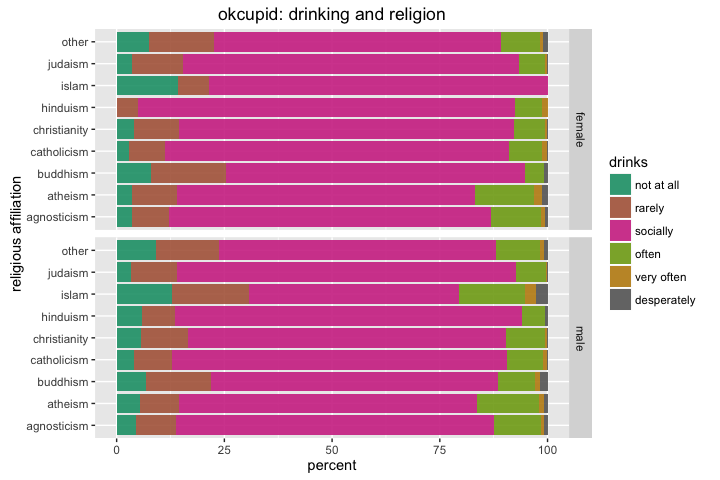 okcupid: drinking and religion
religious affiliation
other
judaism
islam
hinduism
christianity
catholicism
buddhism
atheism
agnosticism
female
other
judaism
islam
hinduism
christianity
catholicism
buddhism
atheism
agnosticism
male
0 25 50 75 100
percent
drinks
not at all
rarely
socially
often
very often
desperately